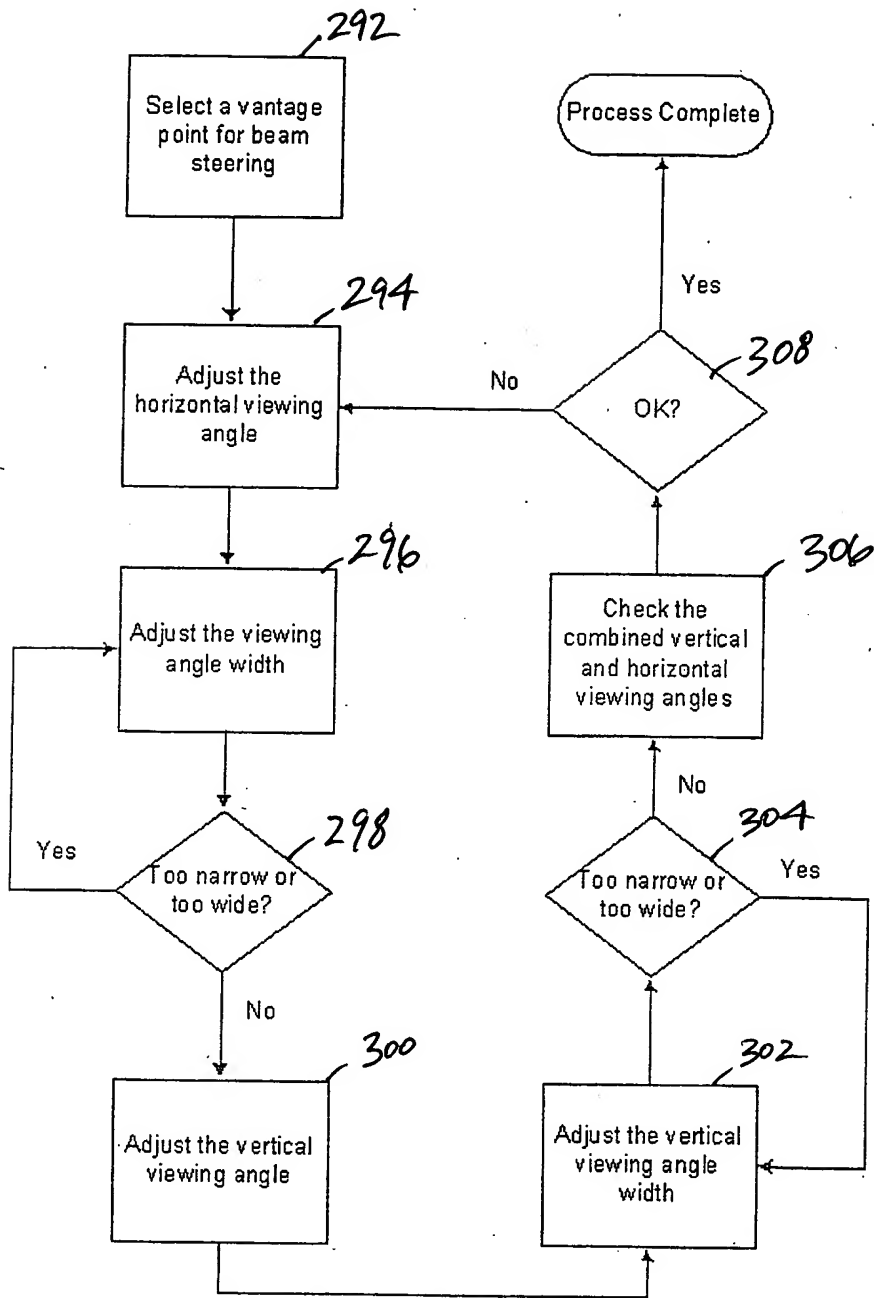 292
Select a vantage
point for beam
steering
294
Adjust the
horizontal viewing
angle
296
Adjust the viewing
angle width
298
Too narrow or
too wide?
Yes
No
300
Adjust the vertical
viewing angle
302
Adjust the vertical
viewing angle
width
304
Too narrow or
too wide?
Yes
No
306
Check the
combined vertical
and horizontal
viewing angles
308
OK?
No
Yes
Process Complete